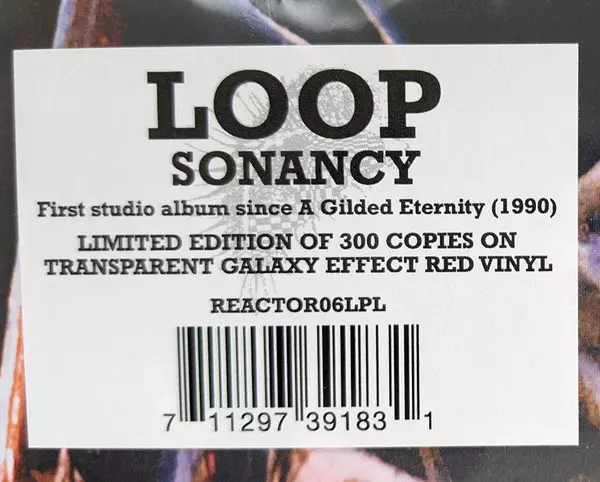 LOOP
SONANCY
First studio album since A Gilded Eternity (1990)
LIMITED EDITION OF 300 COPIES ON
TRANSPARENT GALAXY EFFECT RED VINYL
REACTOR06LPL
7 11297 39183 1